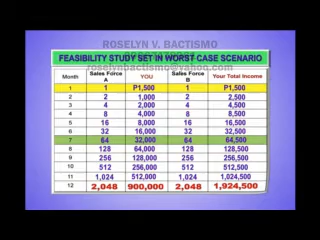 ROSELYN V. BACTISMO
FEASIBILITY STUDY SET IN WORST CASE SCENARIO
roselynbactismo@yahoo.com
Month Sales Force A YOU Sales Force B Your Total Income
1 1 P1,500 1 P1,500
2 2 1,000 2 2,500
3 4 2,000 4 4,500
4 8 4,000 8 8,500
5 16 8,000 16 16,500
6 32 16,000 32 32,500
7 64 32,000 64 64,500
8 128 64,000 128 128,500
9 256 128,000 256 256,500
10 512 256,000 512 512,500
11 1,024 512,000 1,024 1,024,500
12 2,048 900,000 2,048 1,924,500